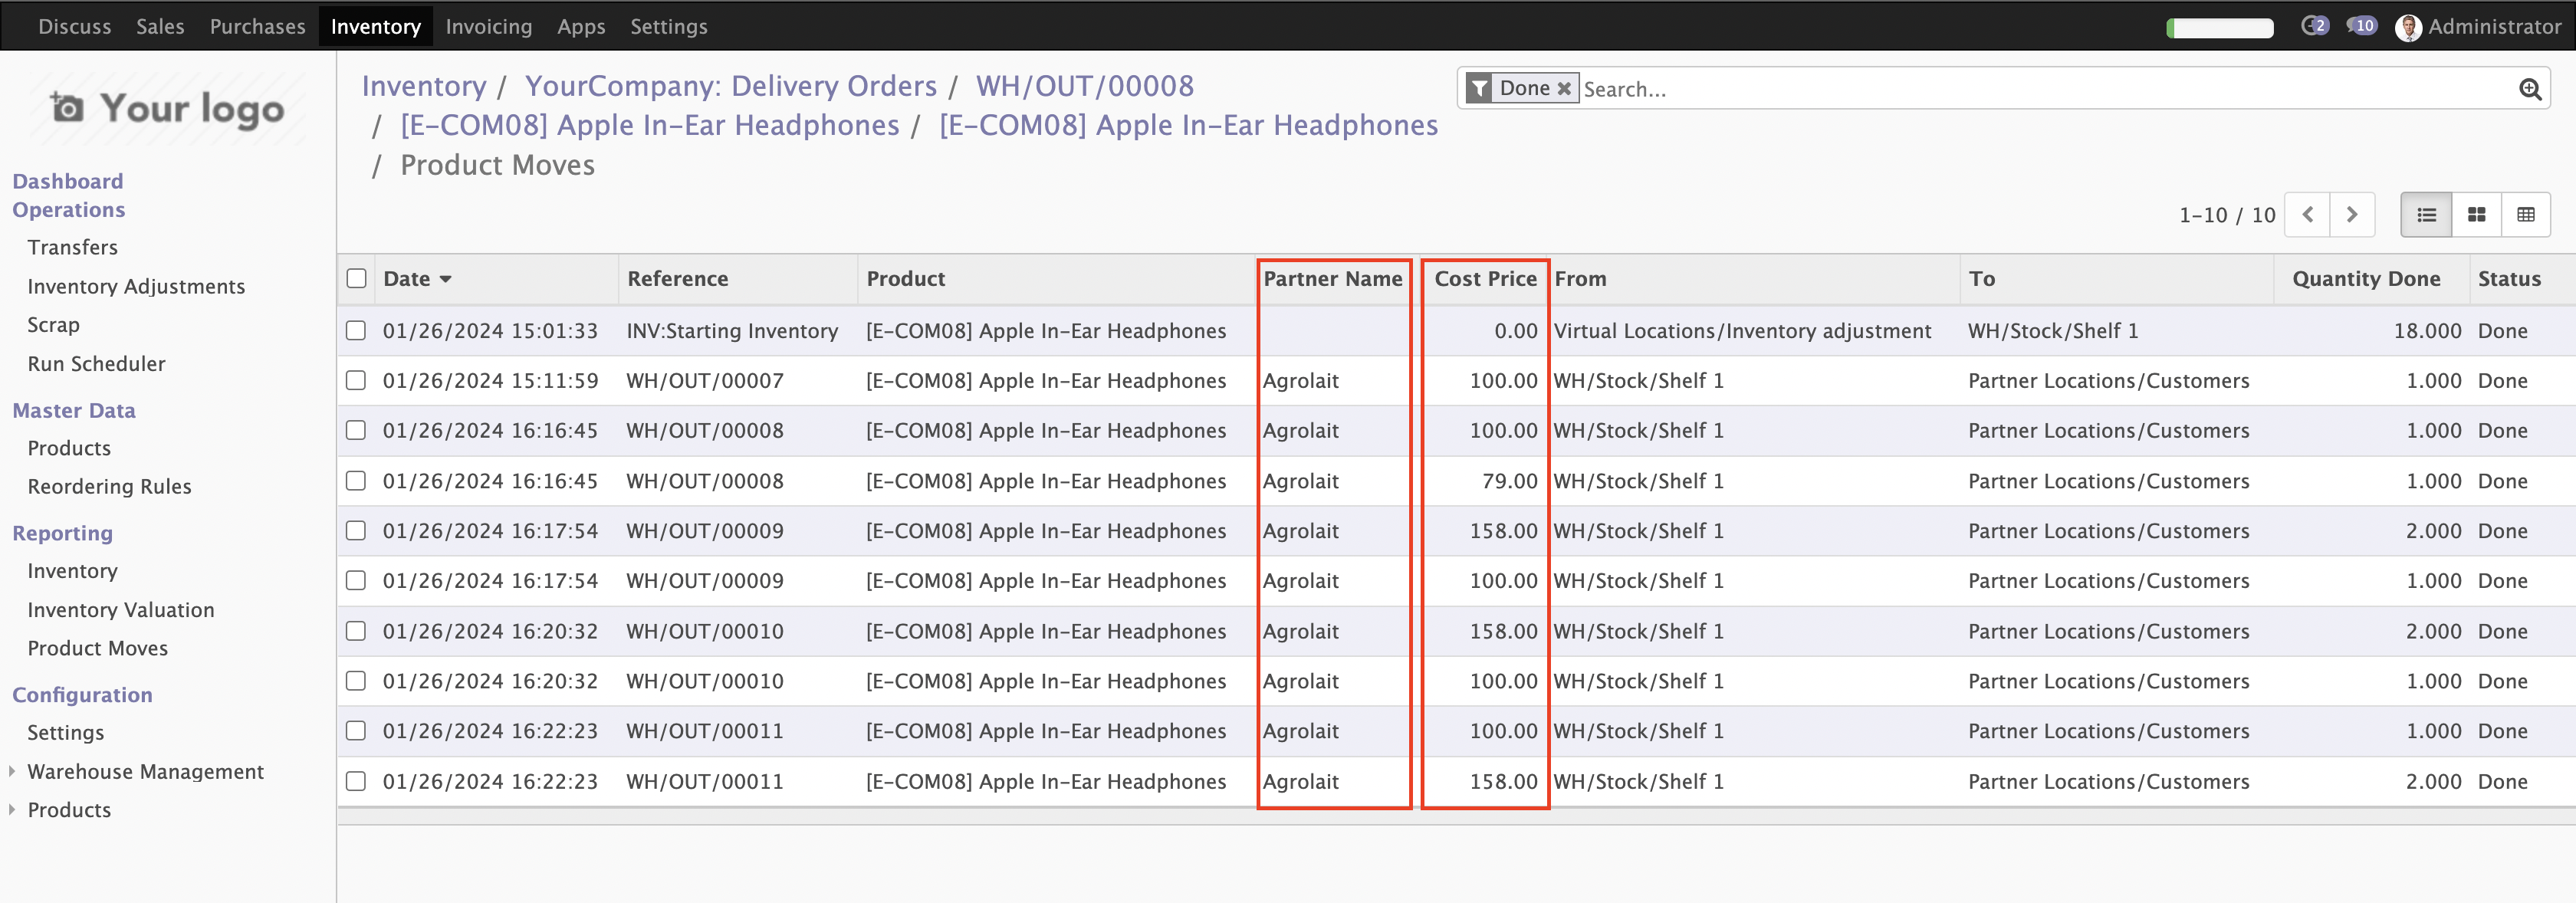 Discuss Sales Purchases Inventory Invoicing Apps Settings 2 10 Administrator
Your logo
Dashboard
Operations
Transfers
Inventory Adjustments
Scrap
Run Scheduler
Master Data
Products
Reordering Rules
Reporting
Inventory
Inventory Valuation
Product Moves
Configuration
Settings
Warehouse Management
Products
Inventory / YourCompany: Delivery Orders / WH/OUT/00008
/ [E-COM08] Apple In-Ear Headphones / [E-COM08] Apple In-Ear Headphones
/ Product Moves
Done Search...
1-10 / 10
Date Reference Product Partner Name Cost Price From To Quantity Done Status
01/26/2024 15:01:33 INV:Starting Inventory [E-COM08] Apple In-Ear Headphones 0.00 Virtual Locations/Inventory adjustment WH/Stock/Shelf 1 18.000 Done
01/26/2024 15:11:59 WH/OUT/00007 [E-COM08] Apple In-Ear Headphones Agrolait 100.00 WH/Stock/Shelf 1 Partner Locations/Customers 1.000 Done
01/26/2024 16:16:45 WH/OUT/00008 [E-COM08] Apple In-Ear Headphones Agrolait 100.00 WH/Stock/Shelf 1 Partner Locations/Customers 1.000 Done
01/26/2024 16:16:45 WH/OUT/00008 [E-COM08] Apple In-Ear Headphones Agrolait 79.00 WH/Stock/Shelf 1 Partner Locations/Customers 1.000 Done
01/26/2024 16:17:54 WH/OUT/00009 [E-COM08] Apple In-Ear Headphones Agrolait 158.00 WH/Stock/Shelf 1 Partner Locations/Customers 2.000 Done
01/26/2024 16:17:54 WH/OUT/00009 [E-COM08] Apple In-Ear Headphones Agrolait 100.00 WH/Stock/Shelf 1 Partner Locations/Customers 1.000 Done
01/26/2024 16:20:32 WH/OUT/00010 [E-COM08] Apple In-Ear Headphones Agrolait 158.00 WH/Stock/Shelf 1 Partner Locations/Customers 2.000 Done
01/26/2024 16:20:32 WH/OUT/00010 [E-COM08] Apple In-Ear Headphones Agrolait 100.00 WH/Stock/Shelf 1 Partner Locations/Customers 1.000 Done
01/26/2024 16:22:23 WH/OUT/00011 [E-COM08] Apple In-Ear Headphones Agrolait 100.00 WH/Stock/Shelf 1 Partner Locations/Customers 1.000 Done
01/26/2024 16:22:23 WH/OUT/00011 [E-COM08] Apple In-Ear Headphones Agrolait 158.00 WH/Stock/Shelf 1 Partner Locations/Customers 2.000 Done